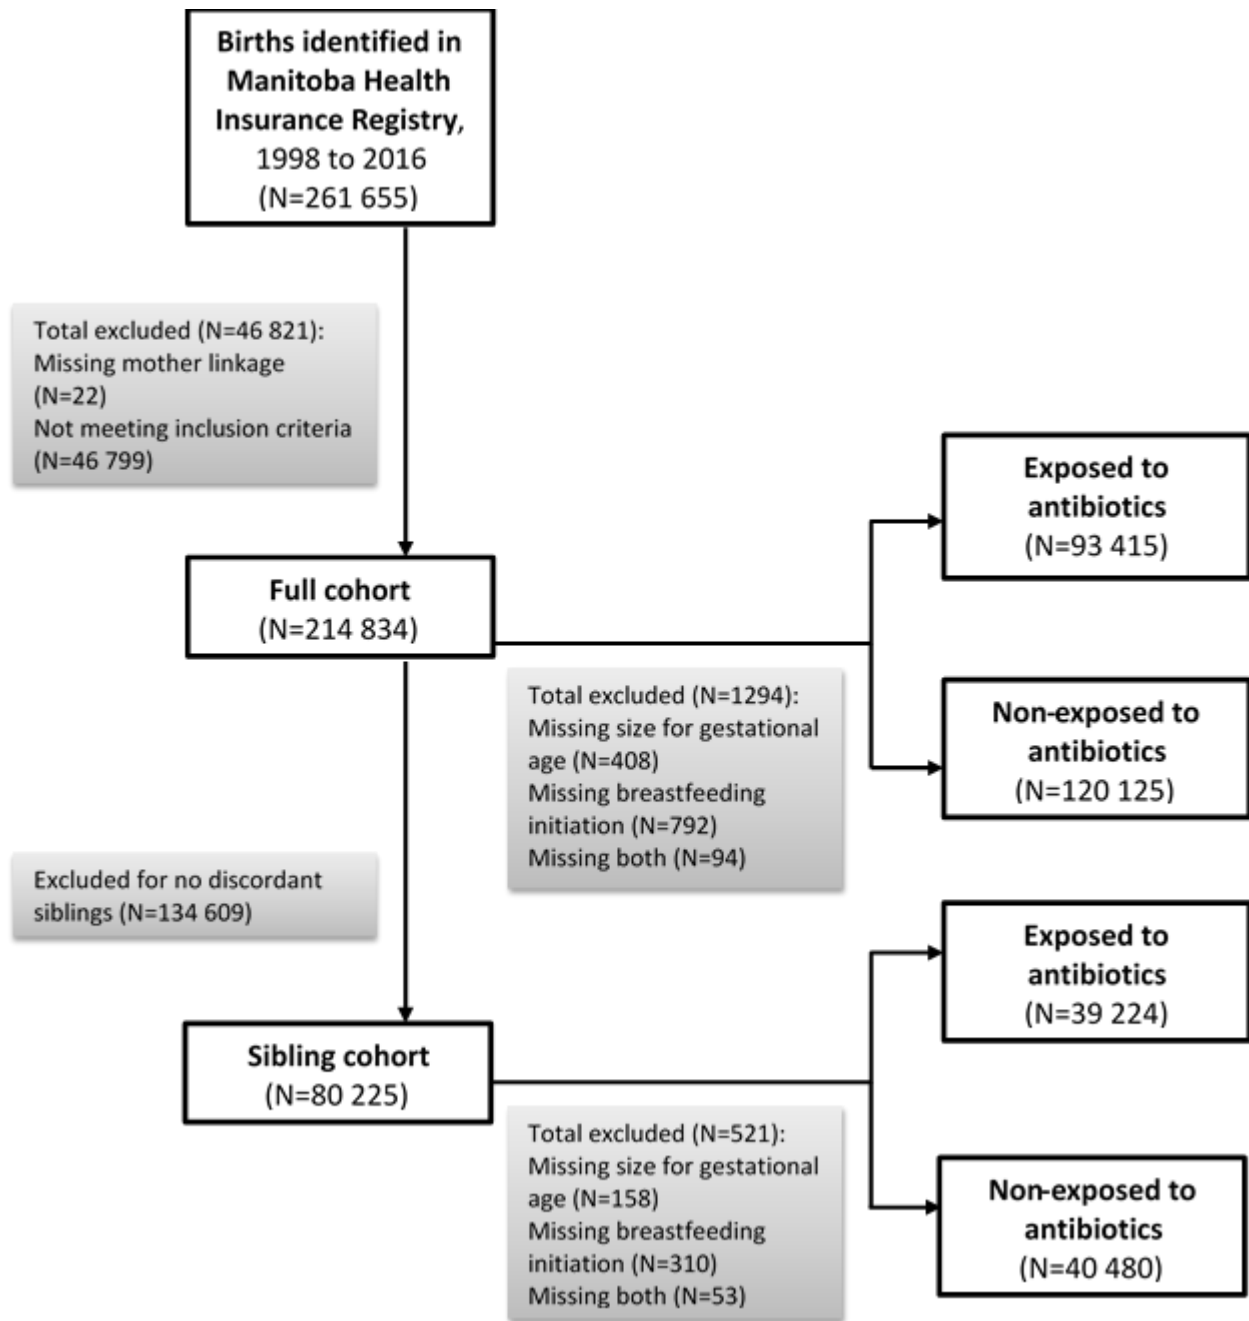 Births identified in
Manitoba Health
Insurance Registry,
1998 to 2016
(N=261 655)
Total excluded (N=46 821):
Missing mother linkage
(N=22)
Not meeting inclusion criteria
(N=46 799)
Full cohort
(N=214 834)
Exposed to
antibiotics
(N=93 415)
Total excluded (N=1294):
Missing size for gestational
age (N=408)
Missing breastfeeding
initiation (N=792)
Missing both (N=94)
Non-exposed to
antibiotics
(N=120 125)
Excluded for no discordant
siblings (N=134 609)
Sibling cohort
(N=80 225)
Exposed to
antibiotics
(N=39 224)
Total excluded (N=521):
Missing size for gestational
age (N=158)
Missing breastfeeding
initiation (N=310)
Missing both (N=53)
Non-exposed to
antibiotics
(N=40 480)